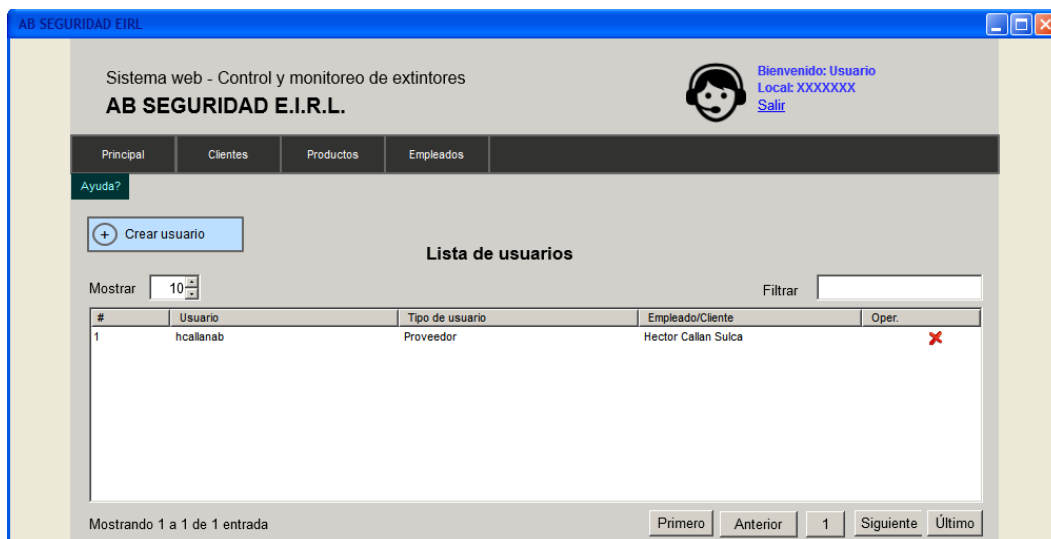 AB SEGURIDAD EIRL
Sistema web - Control y monitoreo de extintores
AB SEGURIDAD E.I.R.L.
Bienvenido: Usuario
Local: XXXXXXX
Salir
Principal Clientes Productos Empleados
Ayuda?
Crear usuario
Lista de usuarios
Mostrar 10 Filtrar
# Usuario Tipo de usuario Empleado/Cliente Oper.
1 hcallanab Proveedor Hector Callan Sulca
Mostrando 1 a 1 de 1 entrada Primero Anterior 1 Siguiente Último